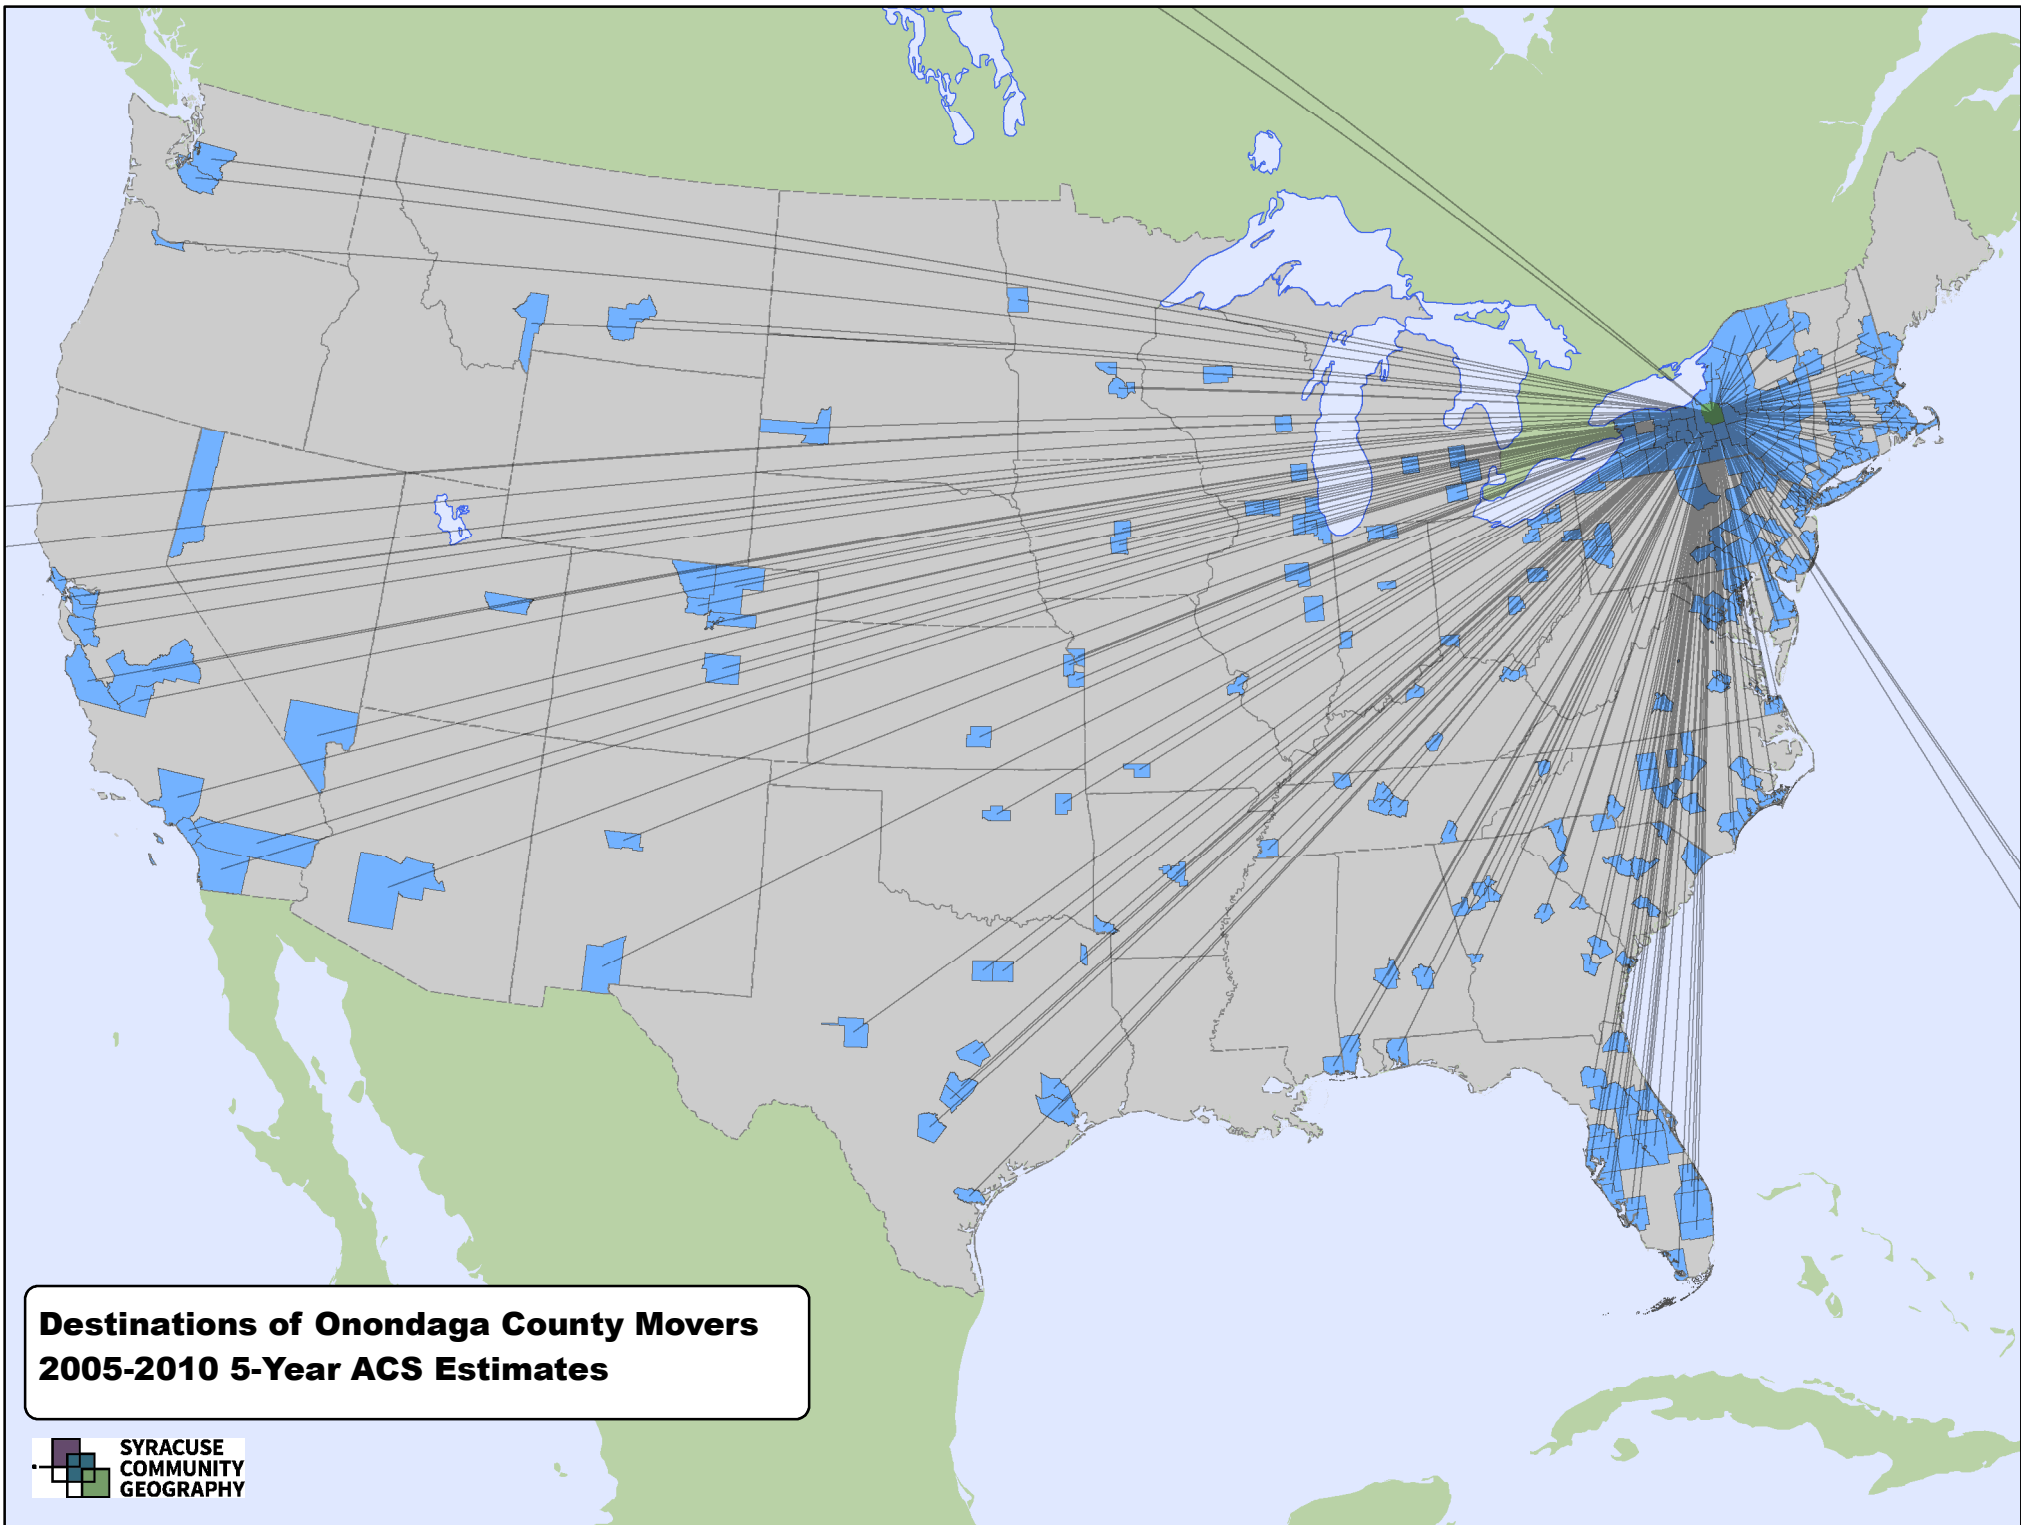 Destinations of Onondaga County Movers
2005-2010 5-Year ACS Estimates
SYRACUSE
COMMUNITY
GEOGRAPHY